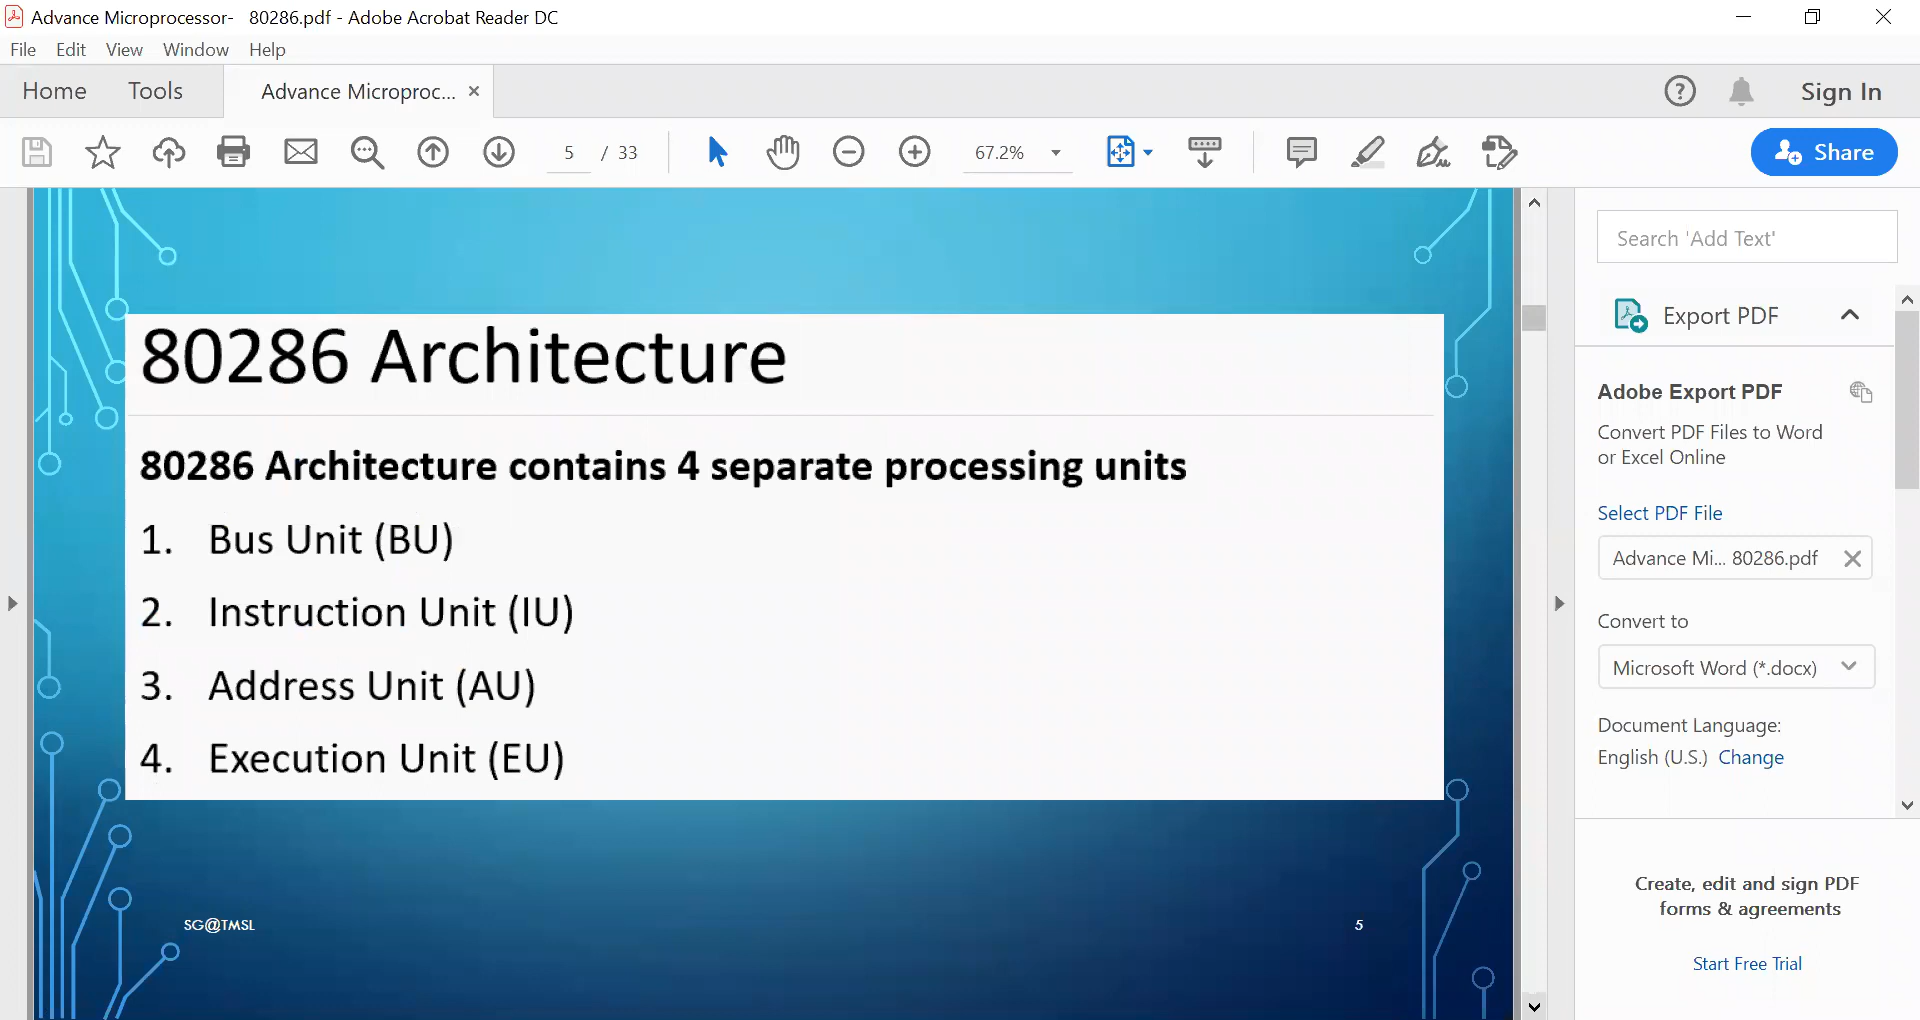 Advance Microprocessor- 80286.pdf - Adobe Acrobat Reader DC
File Edit View Window Help
Home Tools Advance Microproc... Sign In
5 / 33 67.2% Share
Search 'Add Text'
Export PDF
80286 Architecture
Adobe Export PDF
Convert PDF Files to Word
or Excel Online
80286 Architecture contains 4 separate processing units
Select PDF File
1. Bus Unit (BU)
Advance Mi... 80286.pdf
2. Instruction Unit (IU)
Convert to
Microsoft Word (*.docx)
3. Address Unit (AU)
Document Language:
English (U.S.) Change
4. Execution Unit (EU)
Create, edit and sign PDF
forms & agreements
SG@TMSL 5
Start Free Trial